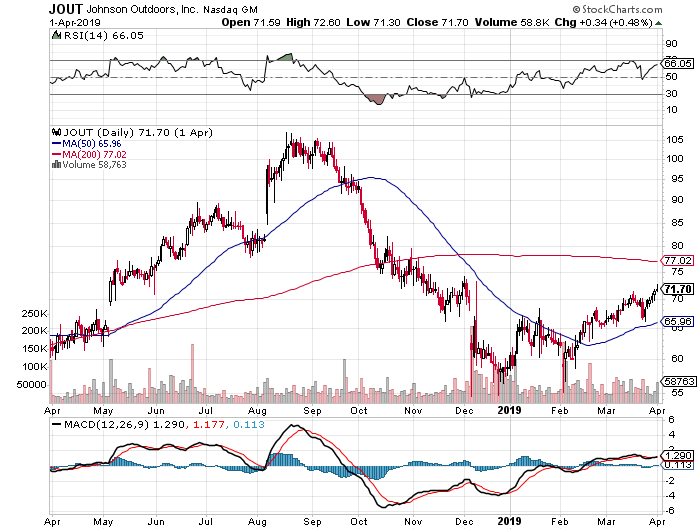 JOUT Johnson Outdoors, Inc. Nasdaq GM © StockCharts.com
1-Apr-2019 Open 71.59 High 72.60 Low 71.30 Close 71.70 Volume 58.8K Chg +0.34 (+0.48%)
RSI(14) 66.05
90
70
66.05
50
30
10
JOUT (Daily) 71.70 (1 Apr)
MA(50) 65.96
MA(200) 77.02
Volume 58,763
105
100
95
90
85
80
77.02
75
71.70
70
65.96
65
60
58763
55
250K
200K
150K
100K
50000
Apr May Jun Jul Aug Sep Oct Nov Dec 2019 Feb Mar Apr
MACD(12,26,9) 1.290, 1.177, 0.113
6
4
2
1.290
0.113
-2
-4
-6
Apr May Jun Jul Aug Sep Oct Nov Dec 2019 Feb Mar Apr